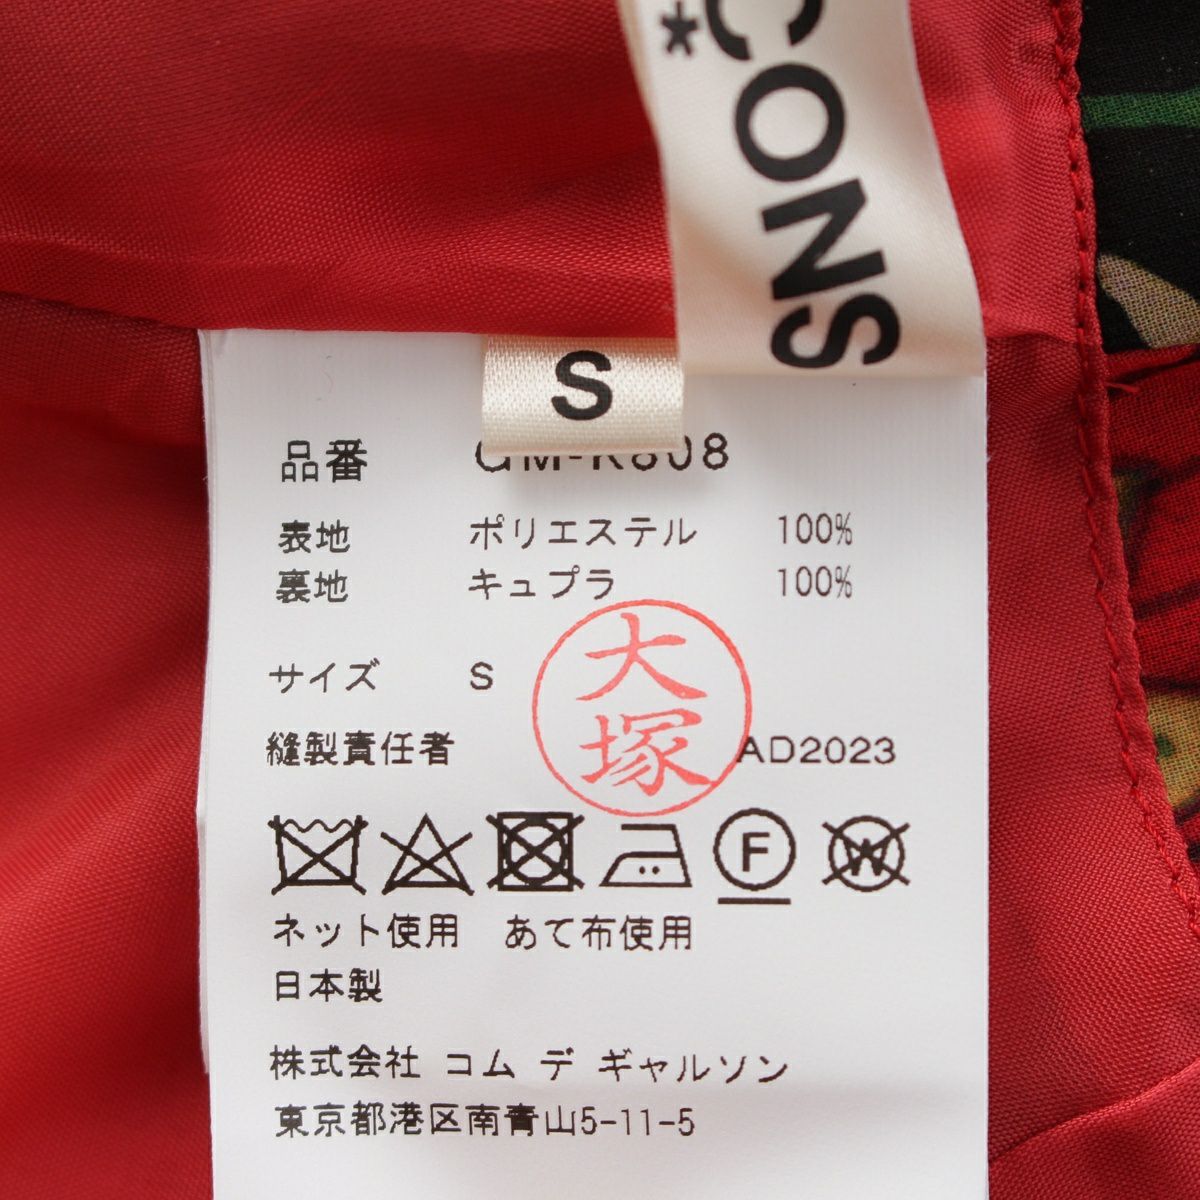 *
CONS
S
品番 GM-K808
表地 ポリエステル 100%
裏地 キュプラ 100%
サイズ S
縫製責任者 大塚 AD2023
F W
ネット使用 あて布使用
日本製
株式会社 コム デ ギャルソン
東京都港区南青山5-11-5